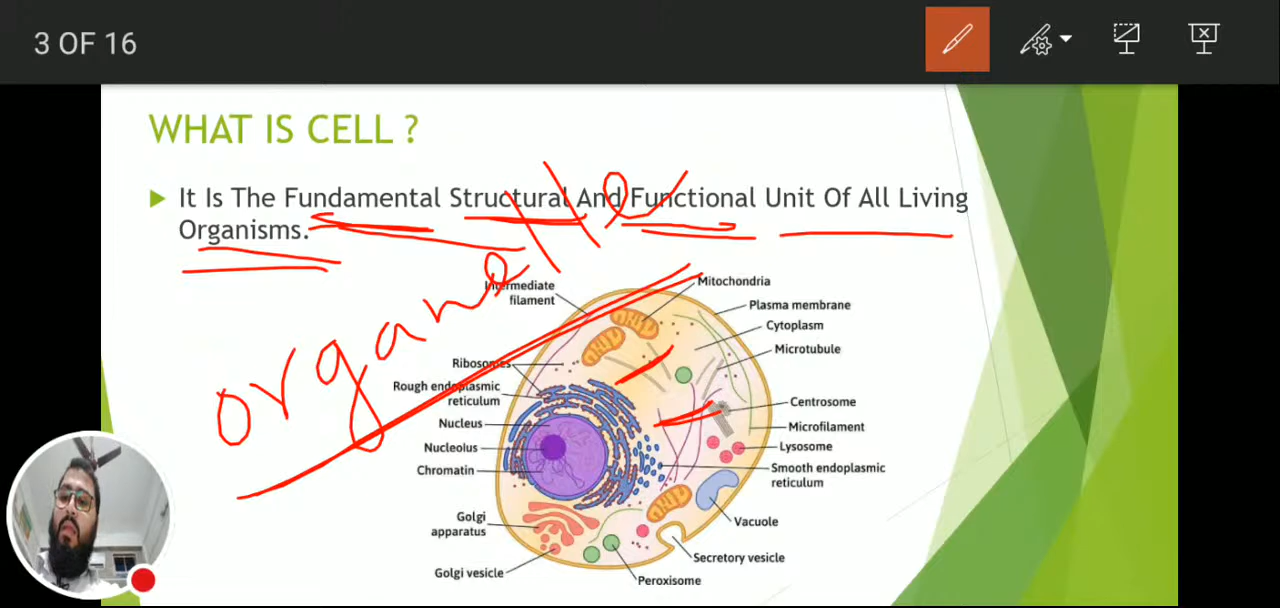 3 OF 16
WHAT IS CELL ?
It Is The Fundamental Structural And Functional Unit Of All Living
Organisms.
organelle
Intermediate
filament
Mitochondria
Plasma membrane
Cytoplasm
Microtubule
Ribosomes
Rough endoplasmic
reticulum
Centrosome
Nucleus
Microfilament
Nucleolus
Lysosome
Chromatin
Smooth endoplasmic
reticulum
Golgi
apparatus
Vacuole
Secretory vesicle
Golgi vesicle
Peroxisome